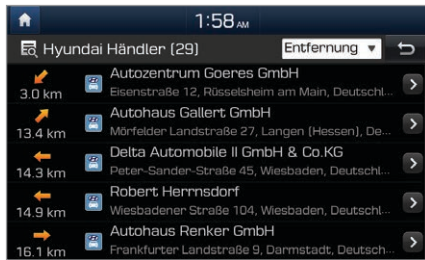 1:58 AM
Hyundai Händler (29)
Entfernung
Autozentrum Goeres GmbH
3.0 km
Eisenstraße 12, Rüsselsheim am Main, Deutschl...
Autohaus Gallert GmbH
13.4 km
Mörfelder Landstraße 27, Langen (Hessen), De...
Delta Automobile II GmbH & Co.KG
14.3 km
Peter-Sander-Straße 45, Wiesbaden, Deutschl...
Robert Herrnsdorf
14.9 km
Wiesbadener Straße 104, Wiesbaden, Deutschl...
Autohaus Renker GmbH
16.1 km
Frankfurter Landstraße 9, Darmstadt, Deutsch...